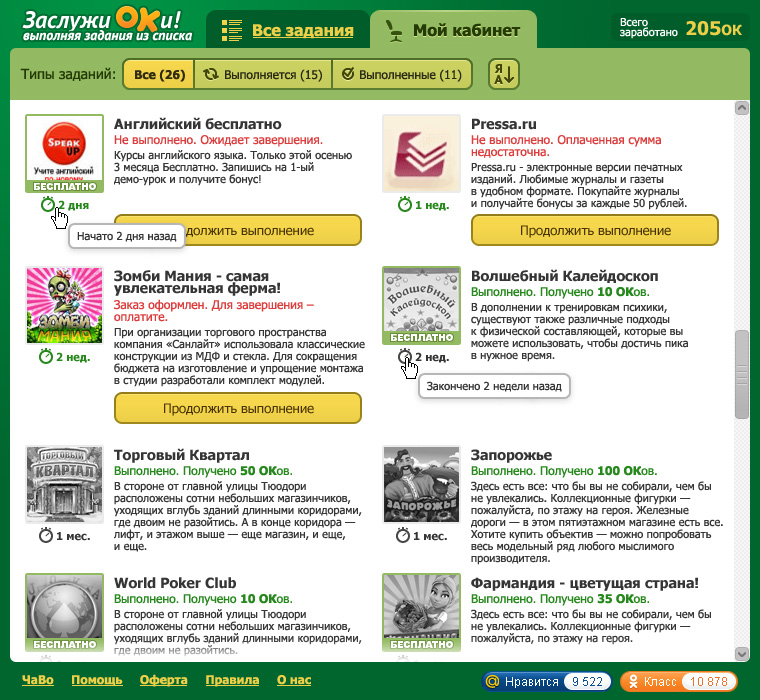 Заслужи ОКи!
выполняя задания из списка
Все задания
Мой кабинет
Всего
заработано
205ОК
Типы заданий:
Все (26)
Выполняется (15)
Выполненные (11)
Я
А
SPEAK
UP
Учите английский
по-новому
БЕСПЛАТНО
2 дня
Начато 2 дня назад
Английский бесплатно
Не выполнено. Ожидает завершения.
Курсы английского языка. Только этой осенью
3 месяца Бесплатно. Запишись на 1-ый
демо-урок и получите бонус!
должить выполнение
1 нед.
Pressa.ru
Не выполнено. Оплаченная сумма
недостаточна.
Pressa.ru - электронные версии печатных
изданий. Любимые журналы и газеты
в удобном формате. Покупайте журналы
и получайте бонусы за каждые 50 рублей.
Продолжить выполнение
ЗОМБИ
МАНИЯ
2 нед.
Зомби Мания - самая
увлекательная ферма!
Заказ оформлен. Для завершения –
оплатите.
При организации торгового пространства
компания «Санлайт» использовала классические
конструкции из МДФ и стекла. Для сокращения
бюджета на изготовление и упрощение монтажа
в студии разработали комплект модулей.
Продолжить выполнение
Волшебный
Калейдоскоп
БЕСПЛАТНО
2 нед.
Закончено 2 недели назад
Волшебный Калейдоскоп
Выполнено. Получено 10 ОКов.
В дополнении к тренировкам психики,
существуют также различные подходы
к физической составляющей, которые вы
можете использовать, чтобы достичь пика
в нужное время.
ТОРГОВЫЙ
КВАРТАЛ
1 мес.
Торговый Квартал
Выполнено. Получено 50 ОКов.
В стороне от главной улицы Тюодори
расположены сотни небольших магазинчиков,
уходящих вглубь зданий длинными коридорами,
где двоим не разойтись. А в конце коридора —
лифт, и этажом выше — еще магазин, и еще,
и еще.
ЗАПОРОЖЬЕ
1 мес.
Запорожье
Выполнено. Получено 100 ОКов.
Здесь есть все: что бы вы не собирали, чем бы
не увлекались. Коллекционные фигурки —
пожалуйста, по этажу на героя. Железные
дороги — в этом пятиэтажном магазине есть все.
Хотите купить объектив — можно попробовать
весь модельный ряд любого мыслимого
производителя.
БЕСПЛАТНО
World Poker Club
Выполнено. Получено 10 ОКов.
В стороне от главной улицы Тюодори
расположены сотни небольших магазинчиков,
уходящих вглубь зданий длинными коридорами,
где двоим не разойтись.
БЕСПЛАТНО
Фармандия - цветущая страна!
Выполнено. Получено 35 ОКов.
Здесь есть все: что бы вы не собирали, чем бы
не увлекались. Коллекционные фигурки —
пожалуйста, по этажу на героя.
ЧаВо
Помощь
Оферта
Правила
О нас
Нравится
9 522
Класс
10 878